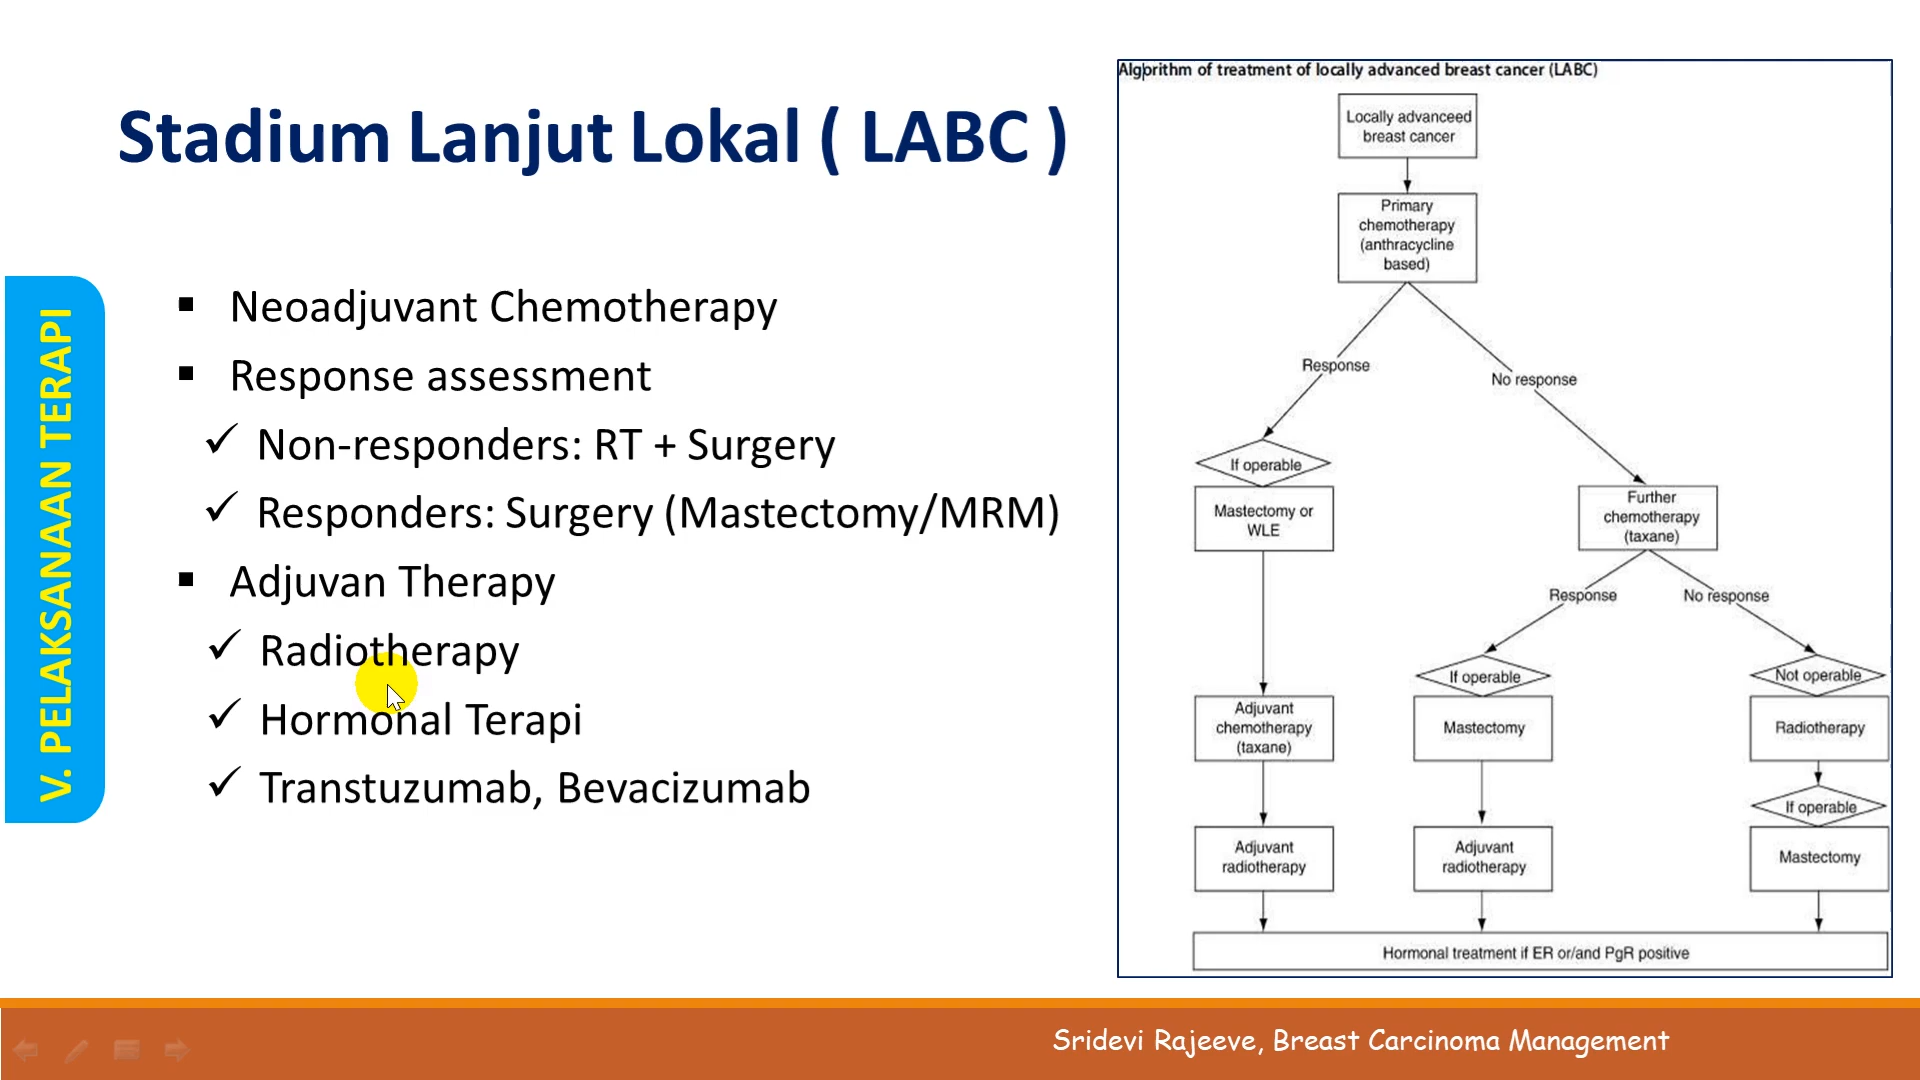 Stadium Lanjut Lokal ( LABC )
V. PELAKSANAAN TERAPI
Neoadjuvant Chemotherapy
Response assessment
Non-responders: RT + Surgery
Responders: Surgery (Mastectomy/MRM)
Adjuvan Therapy
Radiotherapy
Hormonal Terapi
Transtuzumab, Bevacizumab
Algorithm of treatment of locally advanced breast cancer (LABC)
Locally advanceed
breast cancer
Primary
chemotherapy
(anthracycline
based)
Response
No response
If operable
Mastectomy or
WLE
Further
chemotherapy
(taxane)
Response
No response
If operable
Not operable
Adjuvant
chemotherapy
(taxane)
Mastectomy
Radiotherapy
If operable
Adjuvant
radiotherapy
Adjuvant
radiotherapy
Mastectomy
Hormonal treatment if ER or/and PgR positive
Sridevi Rajeeve, Breast Carcinoma Management